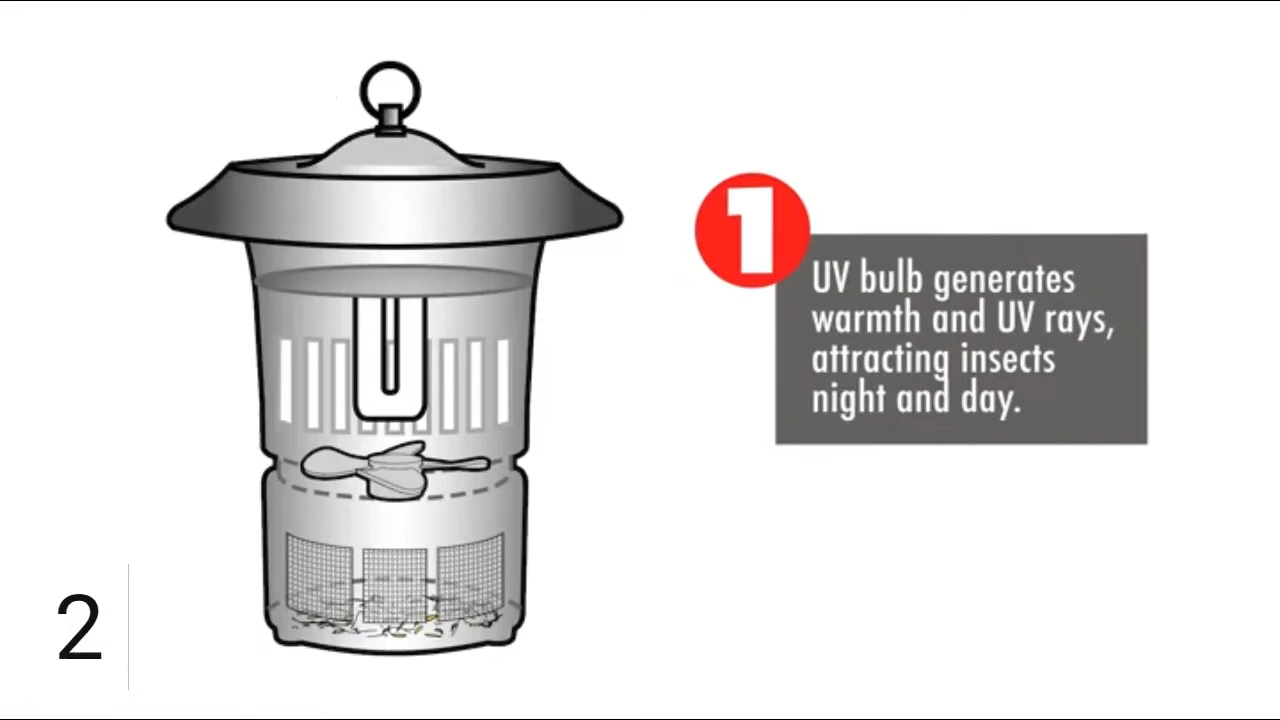 1
UV bulb generates
warmth and UV rays,
attracting insects
night and day.
2